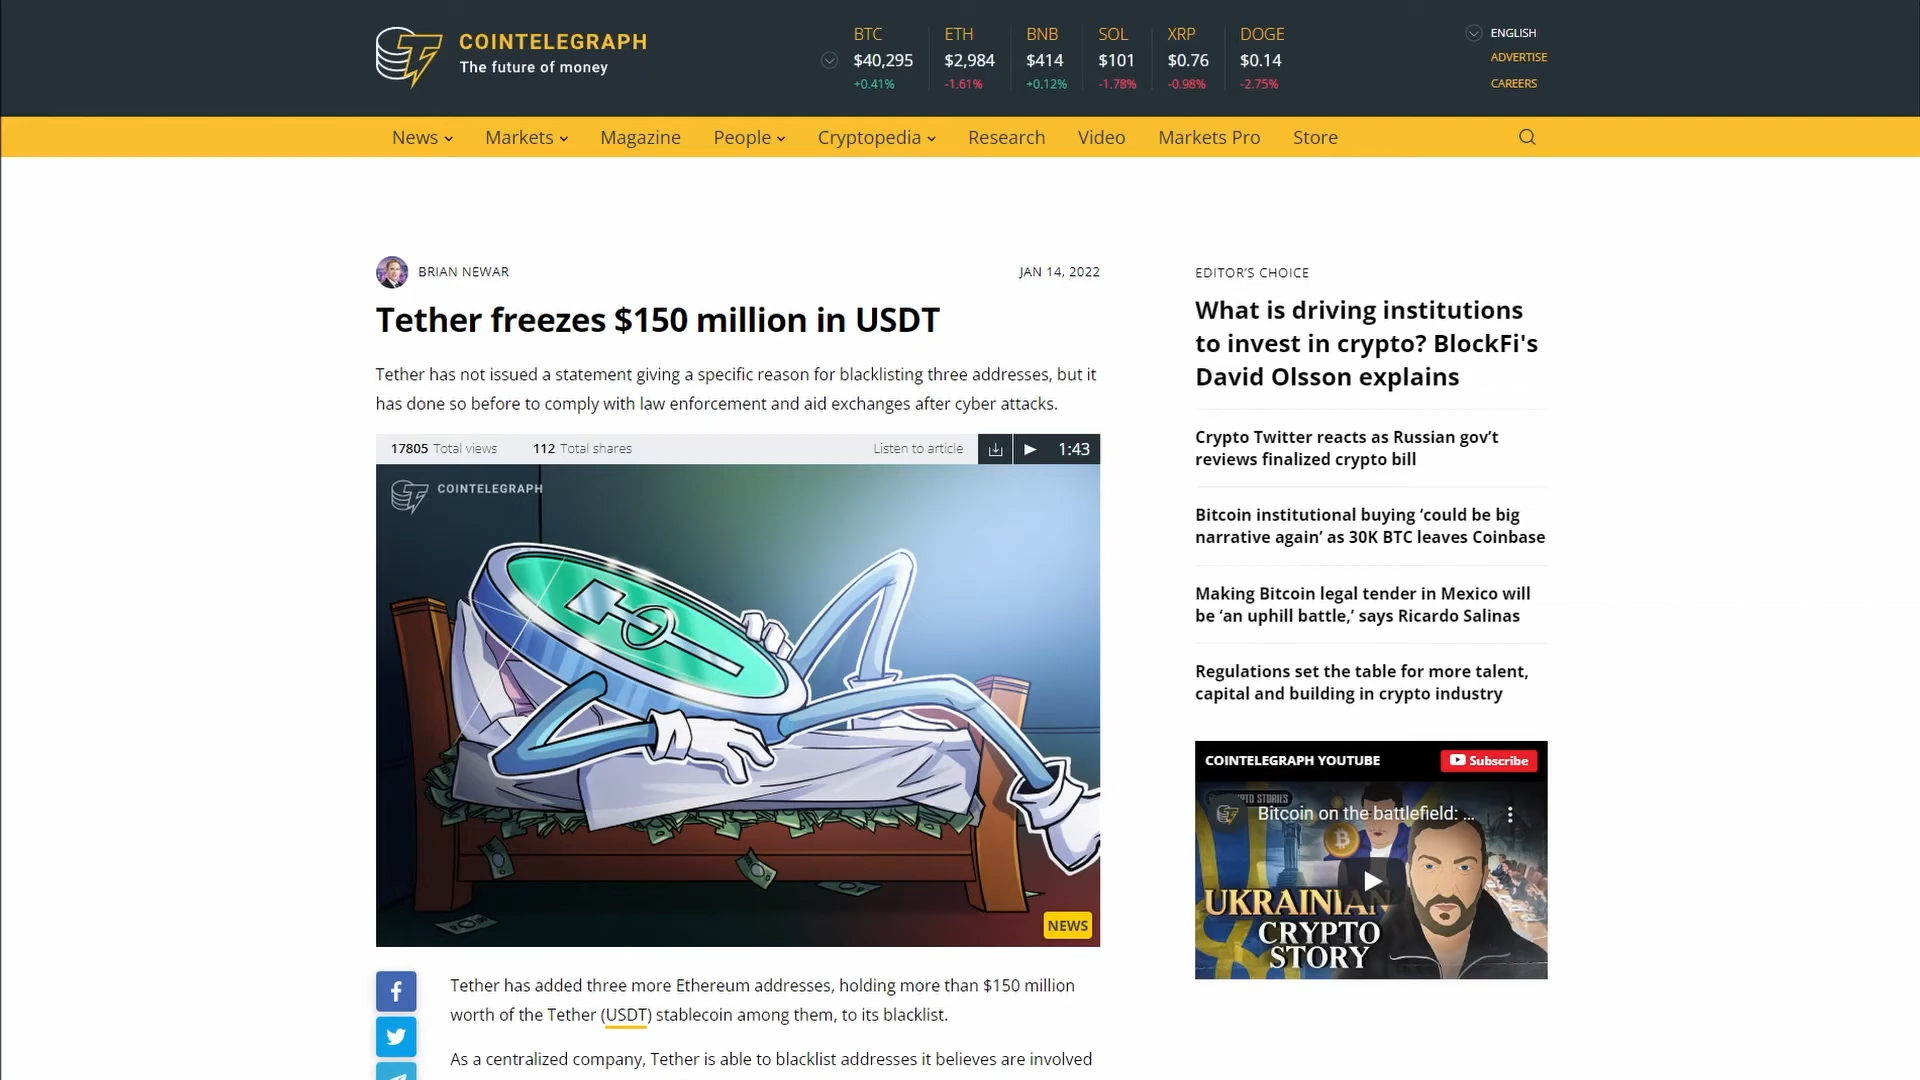 COINTELEGRAPH
The future of money
BTC
$40,295
+0.41%
ETH
$2,984
-1.61%
BNB
$414
+0.12%
SOL
$101
-1.78%
XRP
$0.76
-0.98%
DOGE
$0.14
-2.75%
ENGLISH
ADVERTISE
CAREERS
News Markets Magazine People Cryptopedia Research Video Markets Pro Store
BRIAN NEWAR
JAN 14, 2022
Tether freezes $150 million in USDT
Tether has not issued a statement giving a specific reason for blacklisting three addresses, but it
has done so before to comply with law enforcement and aid exchanges after cyber attacks.
17805 Total views 112 Total shares Listen to article 1:43
COINTELEGRAPH
NEWS
Tether has added three more Ethereum addresses, holding more than $150 million
worth of the Tether (USDT) stablecoin among them, to its blacklist.
As a centralized company, Tether is able to blacklist addresses it believes are involved
EDITOR'S CHOICE
What is driving institutions
to invest in crypto? BlockFi's
David Olsson explains
Crypto Twitter reacts as Russian gov’t
reviews finalized crypto bill
Bitcoin institutional buying ‘could be big
narrative again’ as 30K BTC leaves Coinbase
Making Bitcoin legal tender in Mexico will
be ‘an uphill battle,’ says Ricardo Salinas
Regulations set the table for more talent,
capital and building in crypto industry
COINTELEGRAPH YOUTUBE
Subscribe
STORIES
Bitcoin on the battlefield: ...
UKRAINIAN
CRYPTO
STORY